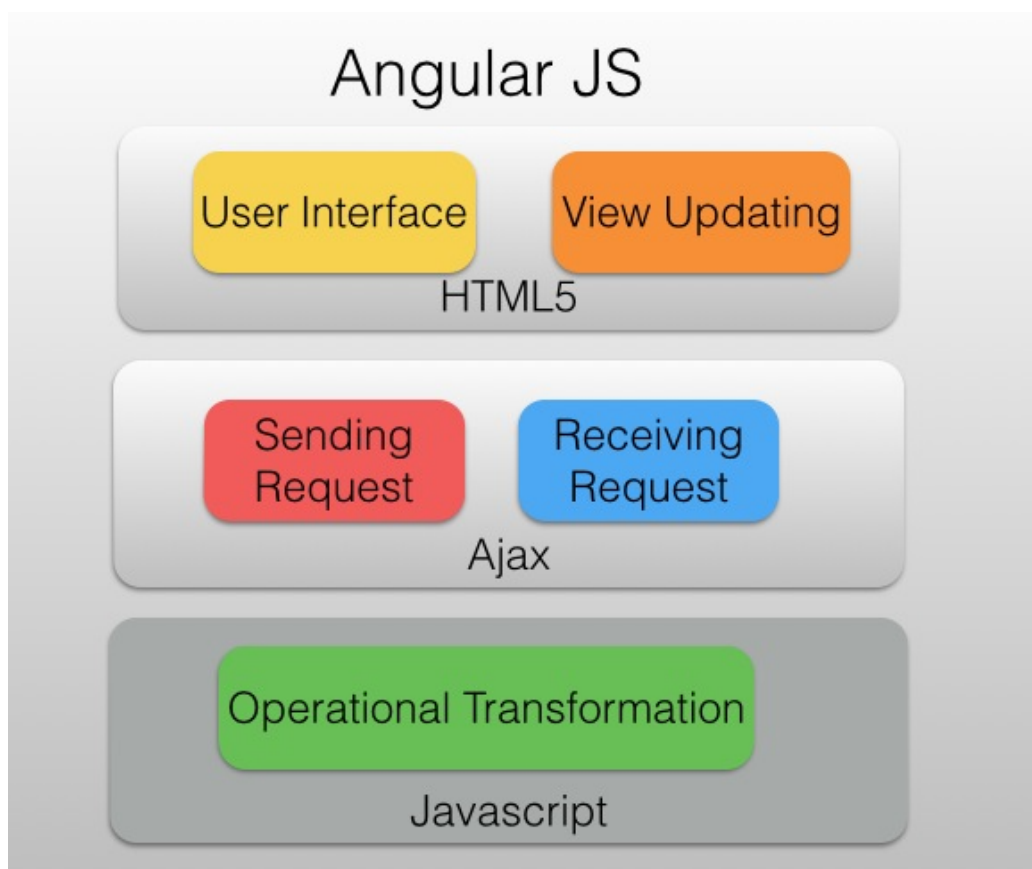 Angular JS
User Interface
View Updating
HTML5
Sending
Request
Receiving
Request
Ajax
Operational Transformation
Javascript